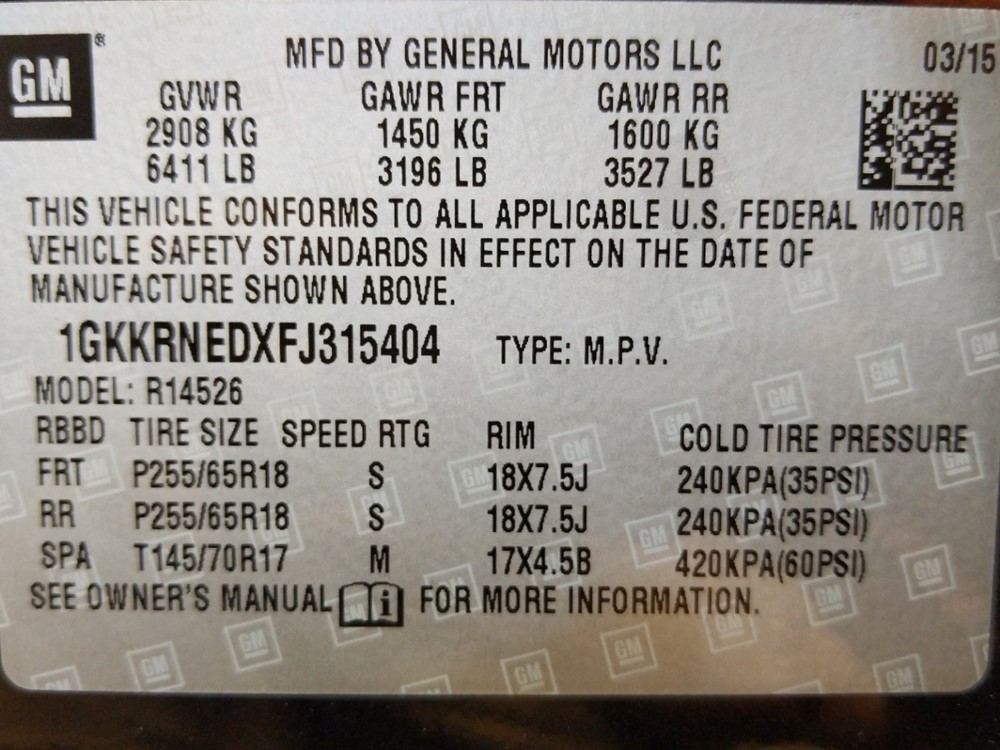 GM®
MFD BY GENERAL MOTORS LLC 03/15
GVWR GAWR FRT GAWR RR
2908 KG 1450 KG 1600 KG
6411 LB 3196 LB 3527 LB
THIS VEHICLE CONFORMS TO ALL APPLICABLE U.S. FEDERAL MOTOR
VEHICLE SAFETY STANDARDS IN EFFECT ON THE DATE OF
MANUFACTURE SHOWN ABOVE.
1GKKRNEDXFJ315404 TYPE: M.P.V.
MODEL: R14526
RBBD TIRE SIZE SPEED RTG RIM COLD TIRE PRESSURE
FRT P255/65R18 S 18X7.5J 240KPA(35PSI)
RR P255/65R18 S 18X7.5J 240KPA(35PSI)
SPA T145/70R17 M 17X4.5B 420KPA(60PSI)
SEE OWNER'S MANUAL i FOR MORE INFORMATION.